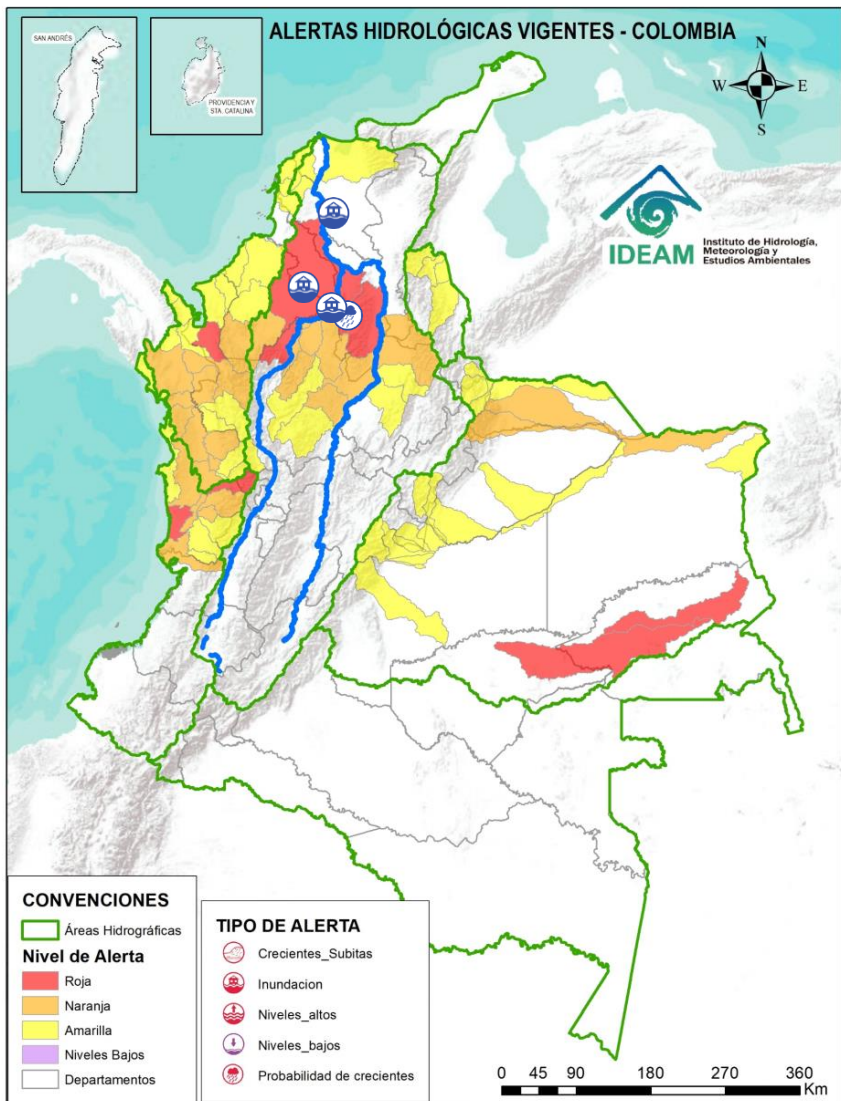 ALERTAS HIDROLÓGICAS VIGENTES - COLOMBIA
SAN ANDRÉS
PROVIDENCIA Y
STA. CATALINA
N
W
E
S
IDEAM
Instituto de Hidrología,
Meteorología y
Estudios Ambientales
CONVENCIONES
Áreas Hidrográficas
Nivel de Alerta
Roja
Naranja
Amarilla
Niveles Bajos
Departamentos
TIPO DE ALERTA
Crecientes_Subitas
Inundacion
Niveles_altos
Niveles_bajos
Probabilidad de crecientes
0 45 90 180 270 360
Km